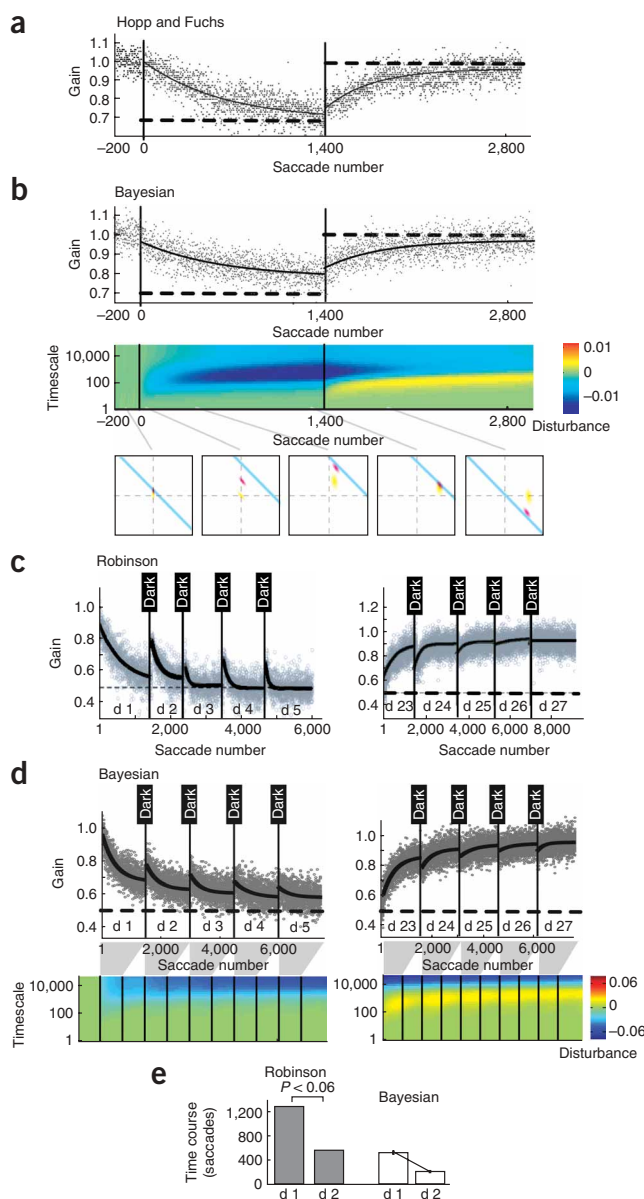 a
Hopp and Fuchs
Gain
1.1
1.0
0.9
0.8
0.7
–200 0 1,400 2,800
Saccade number
b
Bayesian
Gain
1.1
1.0
0.9
0.8
0.7
–200 0 1,400 2,800
Saccade number
Timescale
10,000
100
1
–200 0 1,400 2,800
Saccade number
0.01
0
–0.01
Disturbance
c
Robinson
Dark Dark Dark Dark
Gain
1.0
0.8
0.6
0.4
d 1 d 2 d 3 d 4 d 5
1 2,000 4,000 6,000
Saccade number
Dark Dark Dark Dark
1.2
1.0
0.8
0.6
0.4
d 23 d 24 d 25 d 26 d 27
1 2,000 4,000 6,000 8,000
Saccade number
d
Bayesian
Dark Dark Dark Dark
Gain
1.0
0.8
0.6
0.4
d 1 d 2 d 3 d 4 d 5
1 2,000 4,000 6,000
Saccade number
Dark Dark Dark Dark
1.2
1.0
0.8
0.6
0.4
d 23 d 24 d 25 d 26 d 27
1 2,000 4,000 6,000
Saccade number
Timescale
10,000
100
1
10,000
100
1
0.06
0
–0.06
Disturbance
e
Robinson
P < 0.06
Bayesian
Time course
(saccades)
1,200
800
400
0
d 1 d 2 d 1 d 2